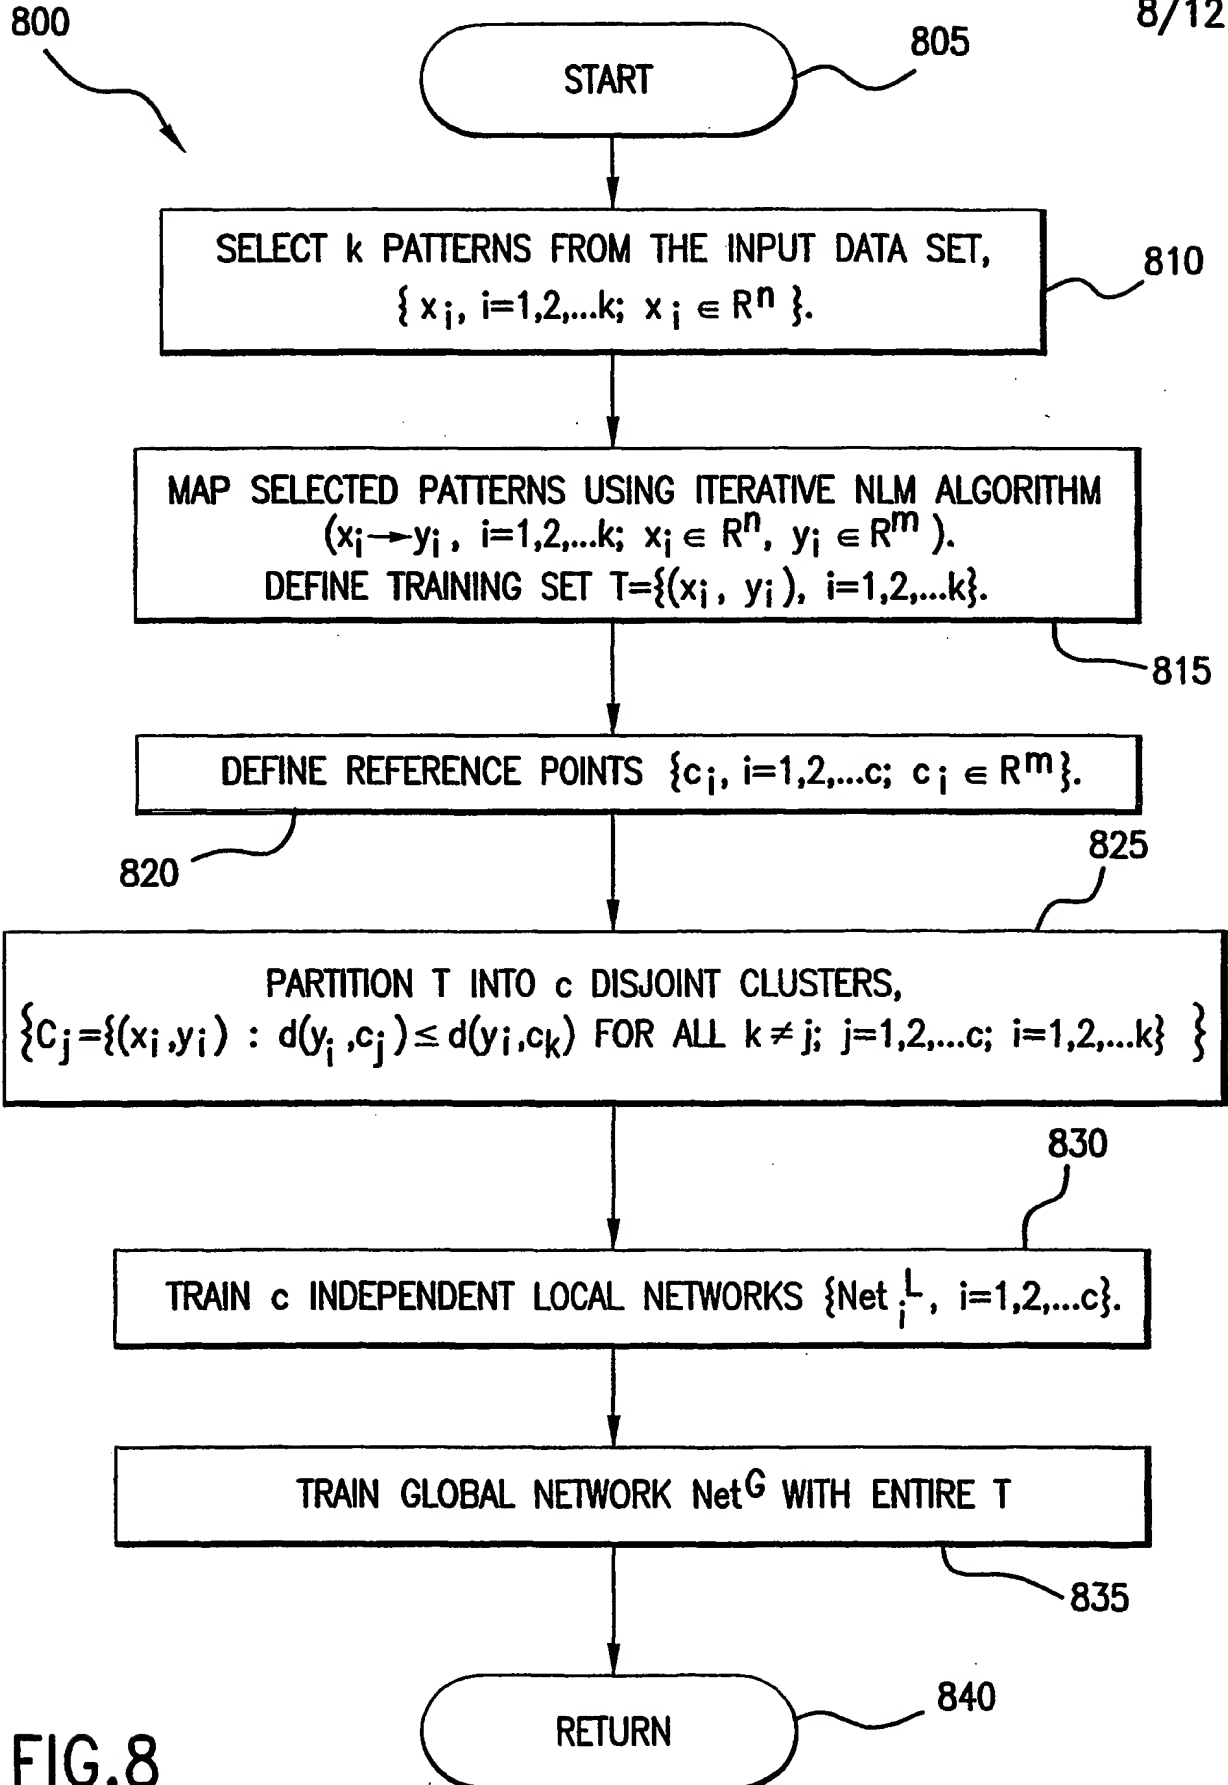 800
8/12
START
805
SELECT k PATTERNS FROM THE INPUT DATA SET,
{ x_i, i=1,2,...k; x_i ∈ R^n }.
810
MAP SELECTED PATTERNS USING ITERATIVE NLM ALGORITHM
(x_i→y_i, i=1,2,...k; x_i ∈ R^n, y_i ∈ R^m ).
DEFINE TRAINING SET T={(x_i, y_i), i=1,2,...k}.
815
DEFINE REFERENCE POINTS {c_i, i=1,2,...c; c_i ∈ R^m}.
820
825
PARTITION T INTO c DISJOINT CLUSTERS,
{C_j={(x_i,y_i) : d(y_i,c_j) ≤ d(y_i,c_k) FOR ALL k ≠ j; j=1,2,...c; i=1,2,...k} }
830
TRAIN c INDEPENDENT LOCAL NETWORKS {Net_i^L, i=1,2,...c}.
TRAIN GLOBAL NETWORK Net^G WITH ENTIRE T
835
RETURN
840
FIG.8